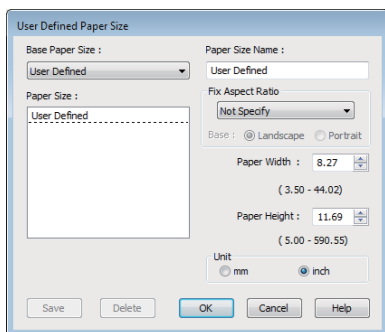 User Defined Paper Size
Base Paper Size :
User Defined
Paper Size :
User Defined
Paper Size Name :
User Defined
Fix Aspect Ratio
Not Specify
Base : Landscape Portrait
Paper Width : 8.27
( 3.50 - 44.02)
Paper Height : 11.69
( 5.00 - 590.55)
Unit
mm inch
Save Delete OK Cancel Help